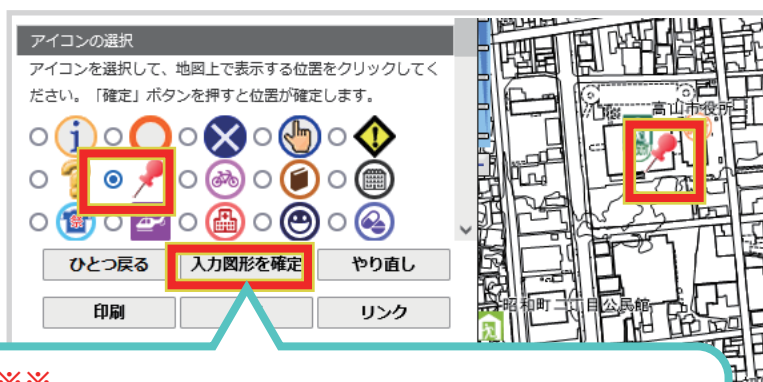 アイコンの選択
アイコンを選択して、地図上で表示する位置をクリックしてく
ださい。「確定」ボタンを押すと位置が確定します。
ひとつ戻る 入力図形を確定 やり直し
印刷 リンク
※※
高山市役所
昭和町二丁目公民館